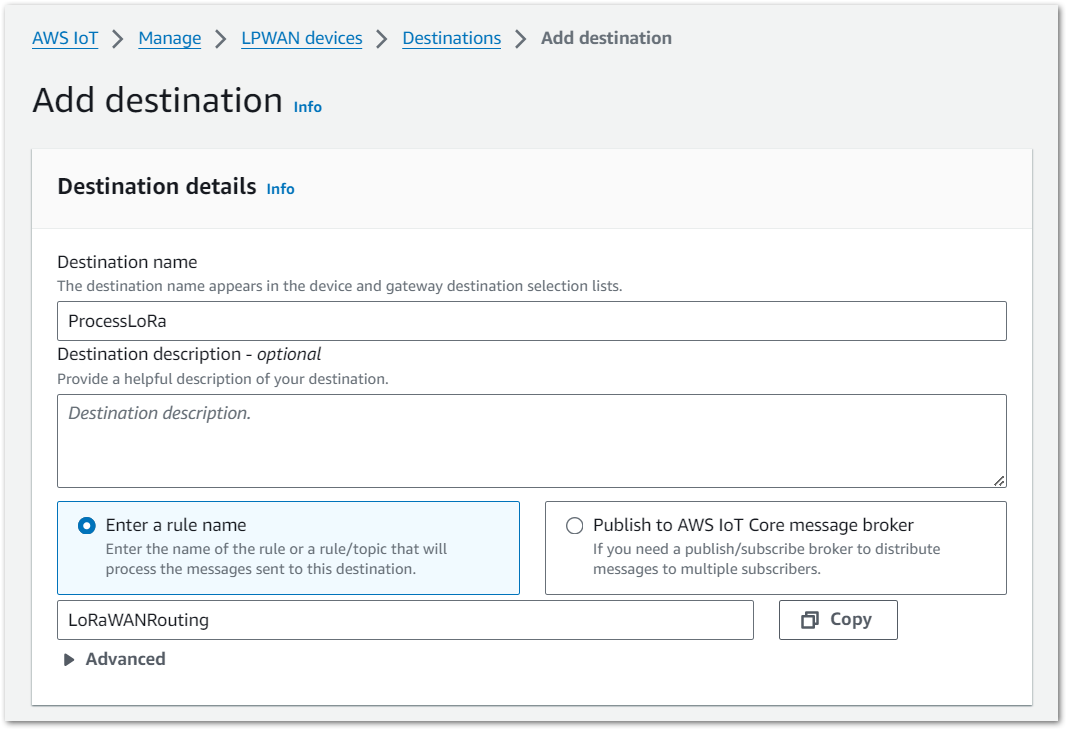 AWS IoT > Manage > LPWAN devices > Destinations > Add destination
Add destination Info
Destination details Info
Destination name
The destination name appears in the device and gateway destination selection lists.
ProcessLoRa
Destination description - optional
Provide a helpful description of your destination.
Destination description.
Enter a rule name
Enter the name of the rule or a rule/topic that will
process the messages sent to this destination.
Publish to AWS IoT Core message broker
If you need a publish/subscribe broker to distribute
messages to multiple subscribers.
LoRaWANRouting
Copy
Advanced